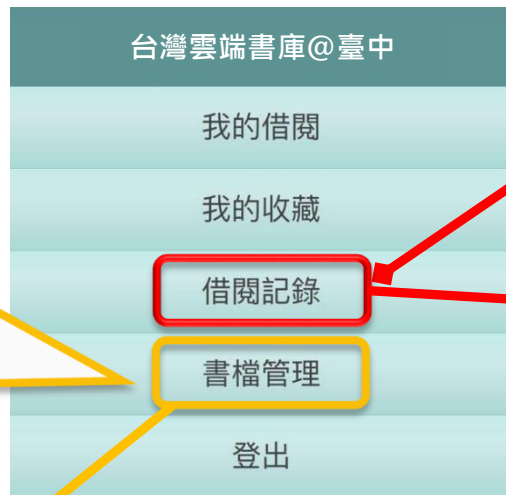 台灣雲端書庫@臺中
我的借閱
我的收藏
借閱記錄
書檔管理
登出